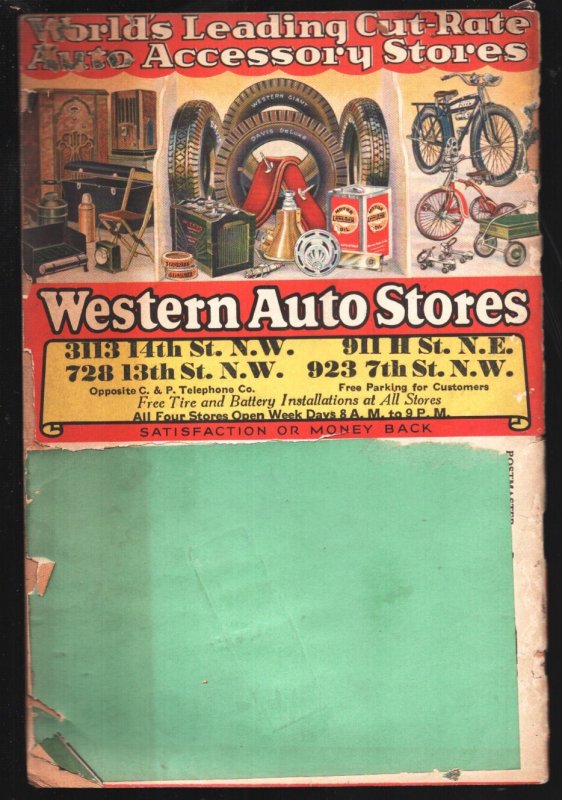 World's Leading Cut-Rate
Auto Accessory Stores
WESTERN GIANT
DAVIS DeLuxe
Western Auto Stores
3113 14th St. N.W. 911 H St. N.E.
728 13th St. N.W. 923 7th St. N.W.
Opposite C. & P. Telephone Co. Free Parking for Customers
Free Tire and Battery Installations at All Stores
All Four Stores Open Week Days 8 A. M. to 9 P. M.
SATISFACTION OR MONEY BACK
POSTMASTER